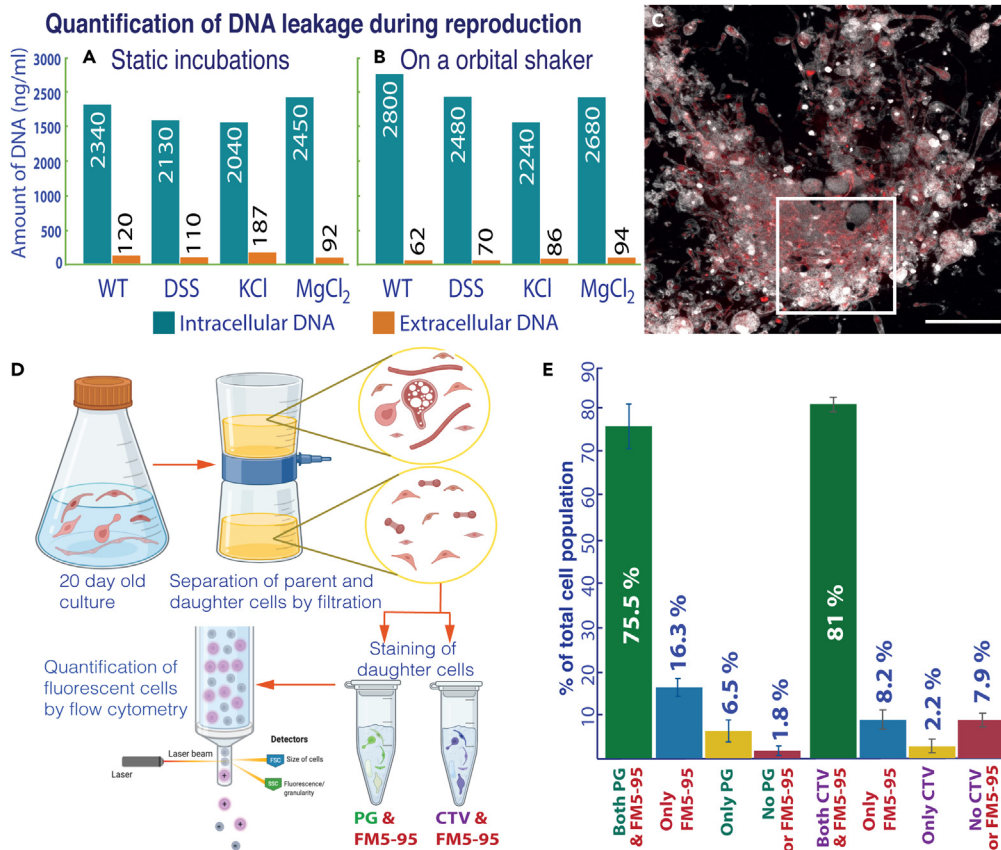 Quantification of DNA leakage during reproduction
A Static incubations
B On a orbital shaker
Amount of DNA (ng/ml)
3000
2500
1500
2000
1000
500
0
2340
120
2130
110
2040
187
2450
92
2800
62
2480
70
2240
86
2680
94
WT DSS KCl MgCl2
WT DSS KCl MgCl2
Intracellular DNA
Extracellular DNA
C
D
20 day old
culture
Separation of parent and
daughter cells by filtration
Staining of
daughter cells
Quantification of
fluorescent cells
by flow cytometry
Laser
Laser beam
Detectors
FSC Size of cells
SSC Fluorescence/
granularity
+
+
+
PG &
FM5-95
CTV &
FM5-95
E
% of total cell population
90
80
70
60
50
40
30
20
10
75.5 %
16.3 %
6.5 %
1.8 %
81 %
8.2 %
2.2 %
7.9 %
Both PG
& FM5-95
Only
FM5-95
Only PG
No PG
or FM5-95
Both CTV
& FM5-95
Only
FM5-95
Only CTV
No CTV
or FM5-95